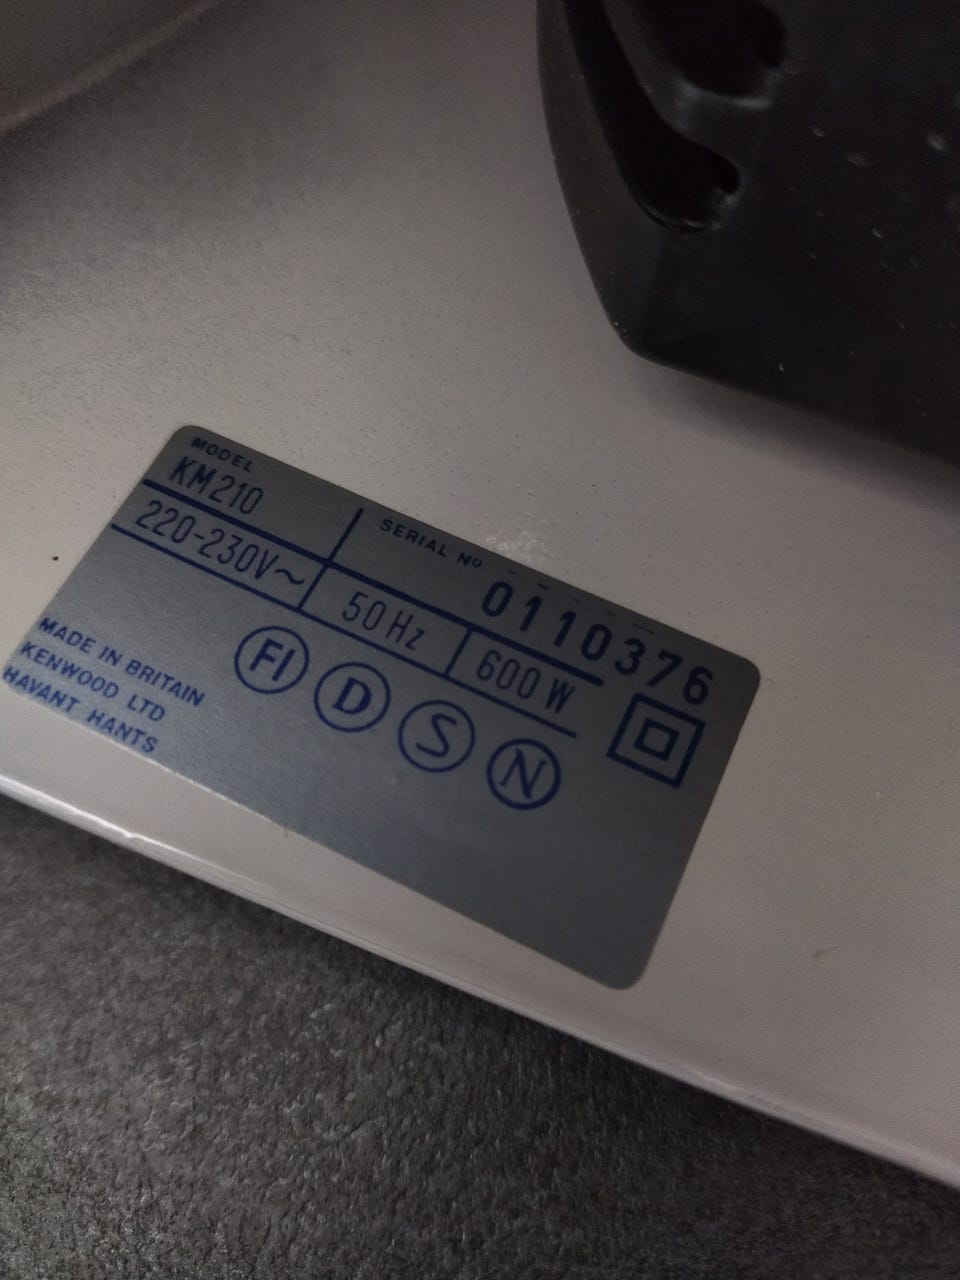 MODEL
KM210
SERIAL Nº
0110376
220-230V~
50 Hz
600 W
FI
D
S
N
MADE IN BRITAIN
KENWOOD LTD
HAVANT HANTS